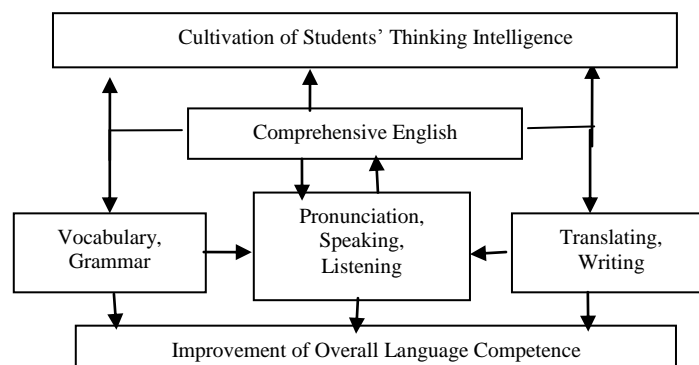 Cultivation of Students’ Thinking Intelligence
Comprehensive English
Vocabulary,
Grammar
Pronunciation,
Speaking,
Listening
Translating,
Writing
Improvement of Overall Language Competence